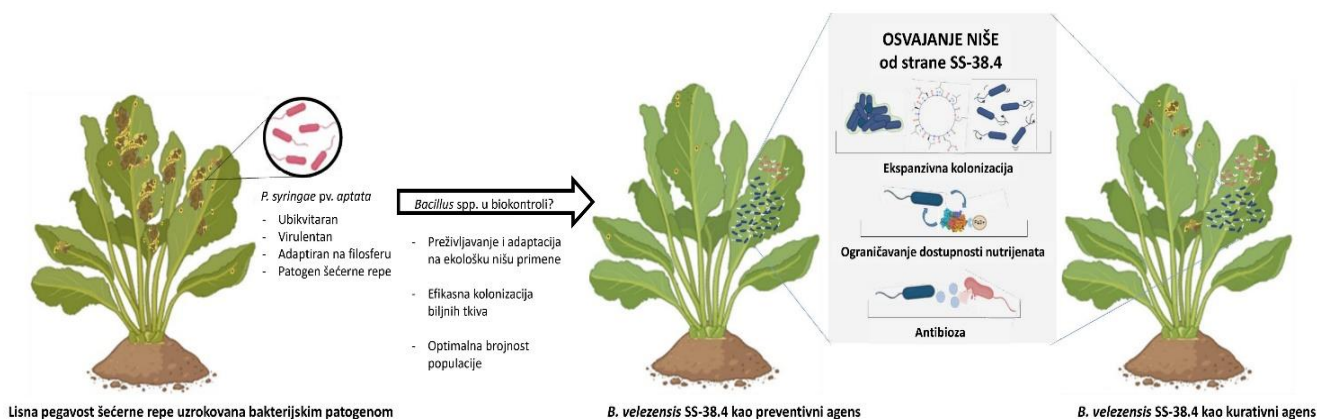 P. syringae pv. aptata
- Ubikvitaran
- Virulentan
- Adaptiran na filosferu
- Patogen šećerne repe
Bacillus spp. u biokontroli?
- Preživljavanje i adaptacija
na ekološku nišu primene
- Efikasna kolonizacija
biljnih tkiva
- Optimalna brojnost
populacije
OSVAJANJE NIŠE
od strane SS-38.4
Ekspanzivna kolonizacija
Ograničavanje dostupnosti nutrijenata
Antibioza
Lisna pegavost šećerne repe uzrokovana bakterijskim patogenom
B. velezensis SS-38.4 kao preventivni agens
B. velezensis SS-38.4 kao kurativni agens